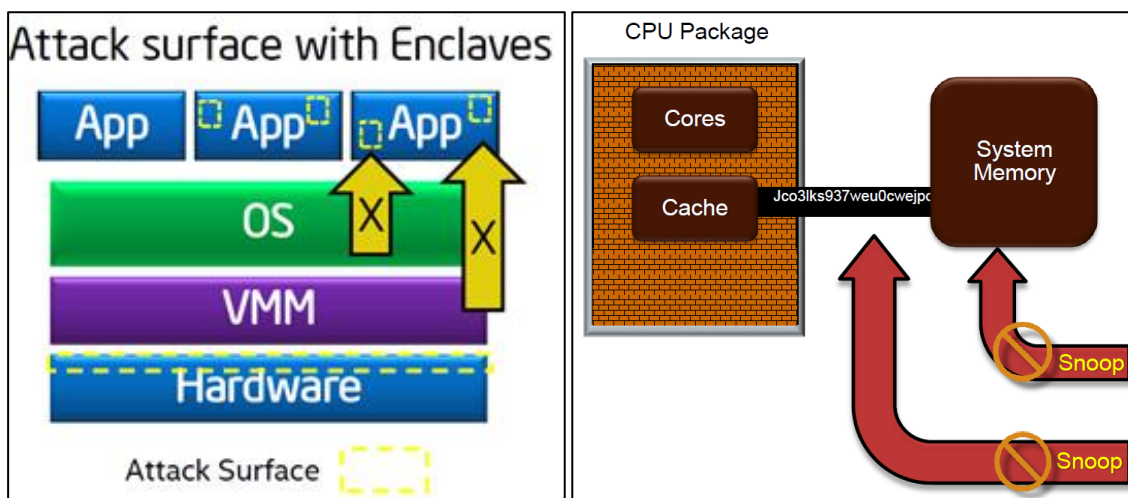 Attack surface with Enclaves
App
App
App
X
OS
X
VMM
Hardware
Attack Surface
CPU Package
Cores
Cache
Jco3lks937weu0cwejpc
System
Memory
Snoop
Snoop